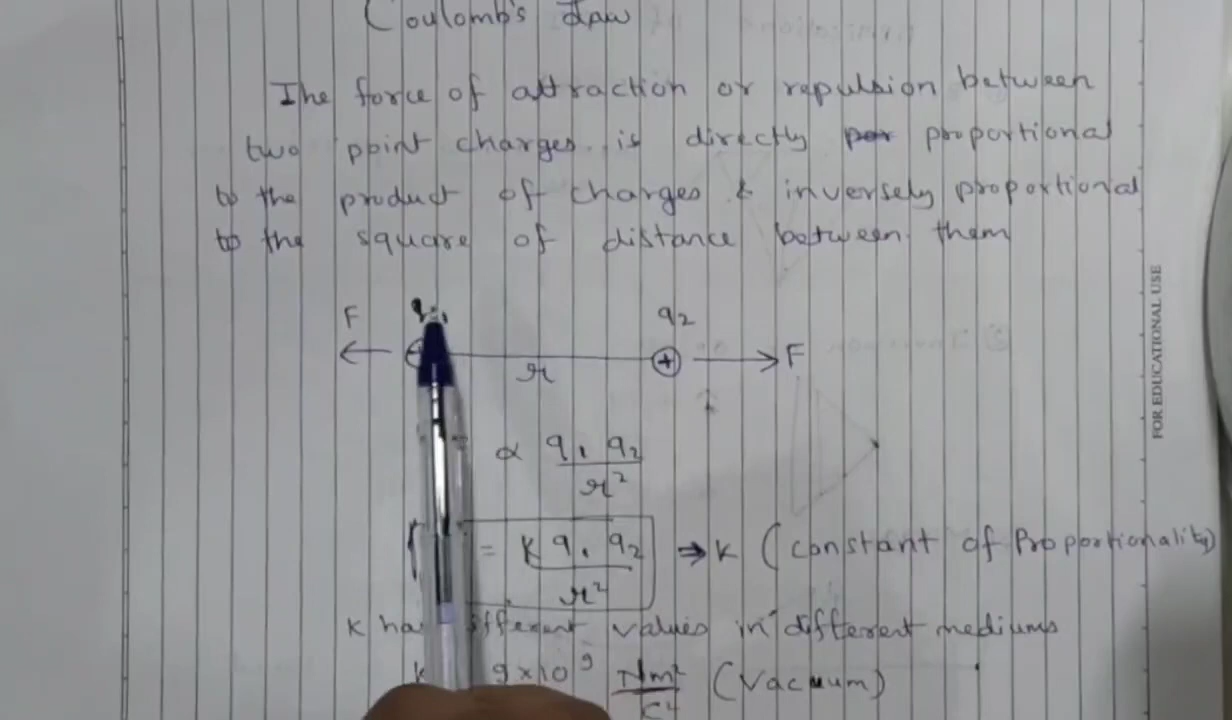 Coulomb's Law
The force of attraction or repulsion between
two point charges is directly proportional
to the product of charges & inversely proportional
to the square of distance between them
F q2
r F
∝ q1 q2
r²
= K q1 q2 ⇒ K (Constant of Proportionality)
r²
K different values in different mediums
K 9×10⁹ Nm² (Vacuum)
C²
FOR EDUCATIONAL USE